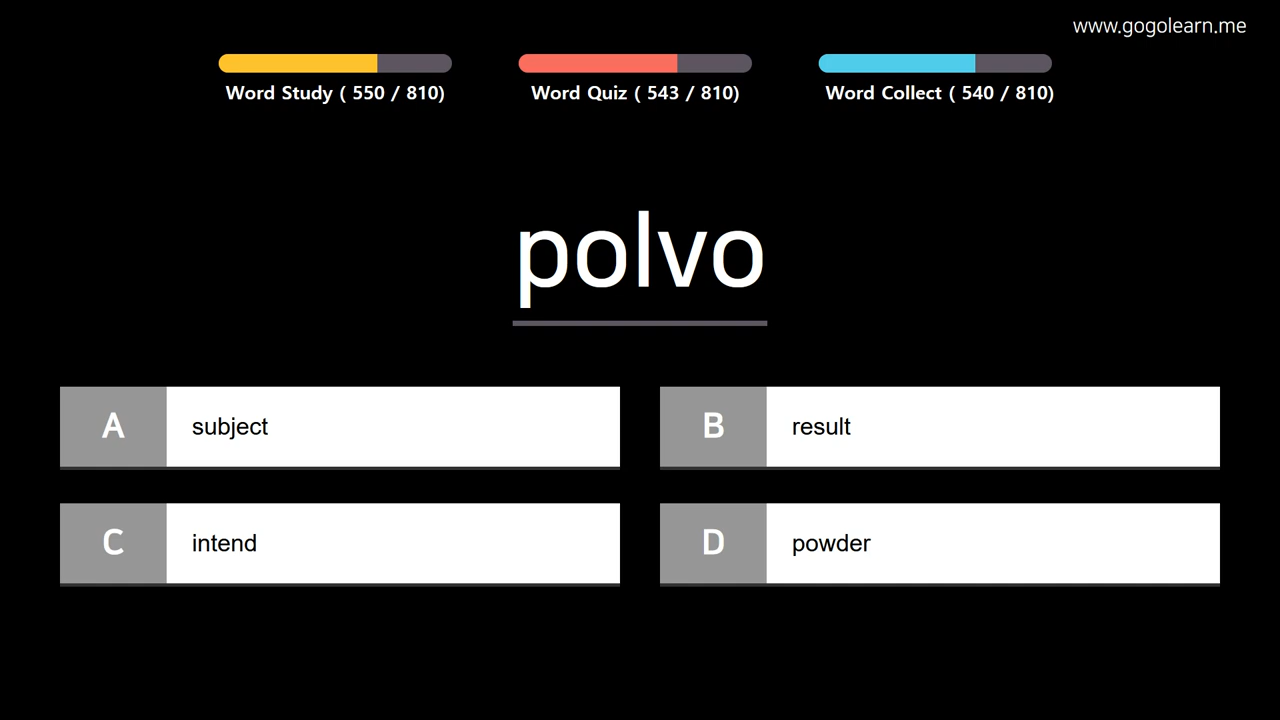 www.gogolearn.me
Word Study ( 550 / 810)
Word Quiz ( 543 / 810)
Word Collect ( 540 / 810)
polvo
A subject
B result
C intend
D powder